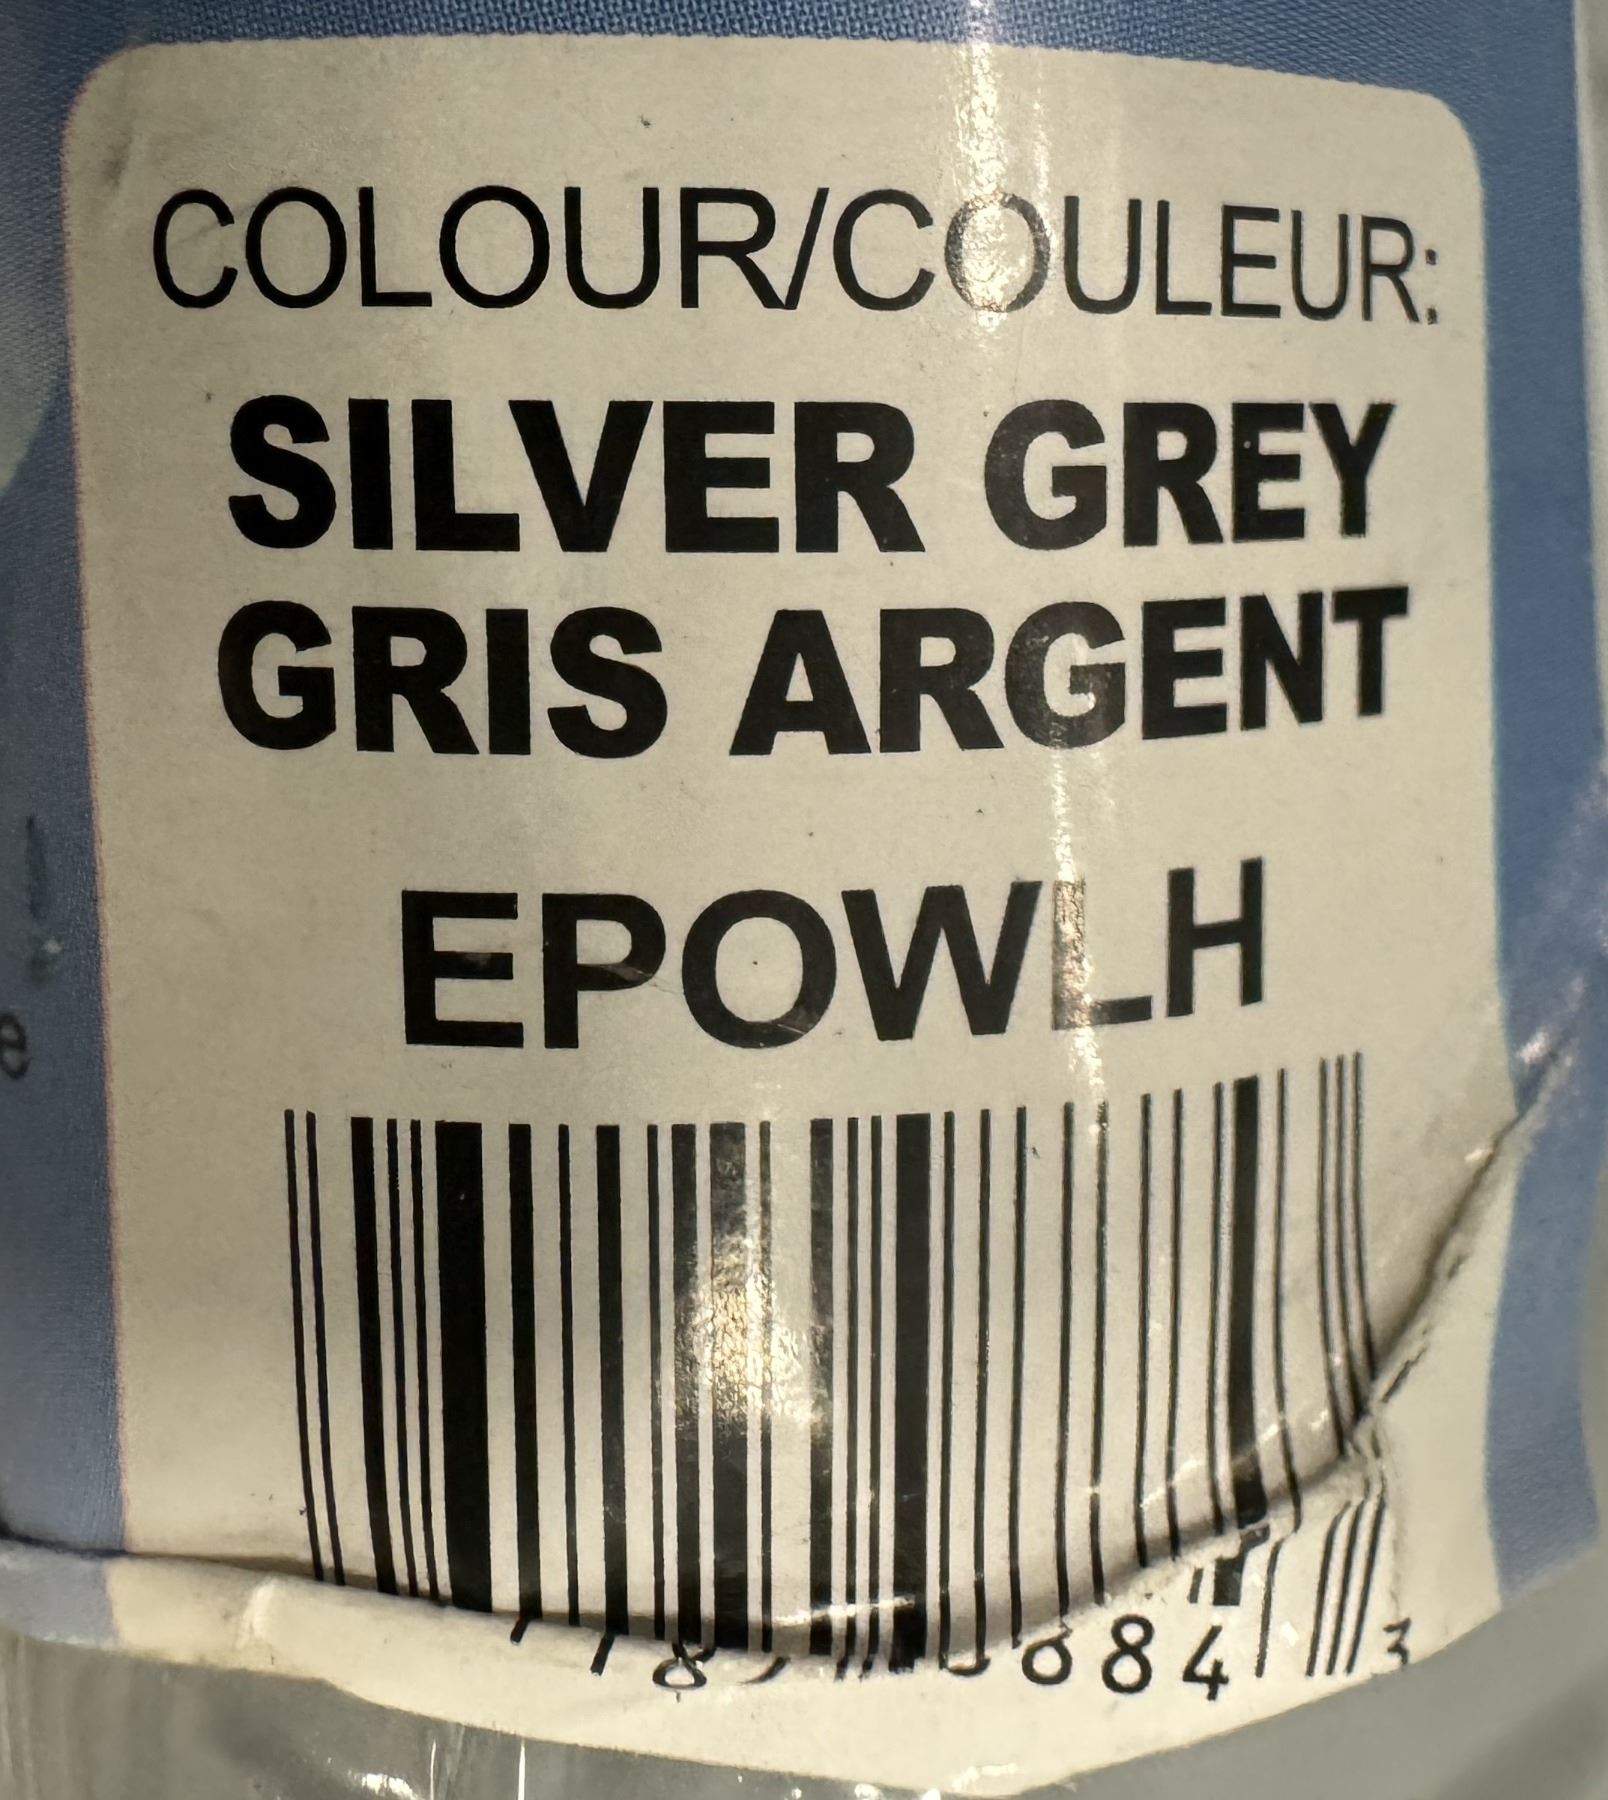 COLOUR/COULEUR:
SILVER GREY
GRIS ARGENT
EPOWLH
e